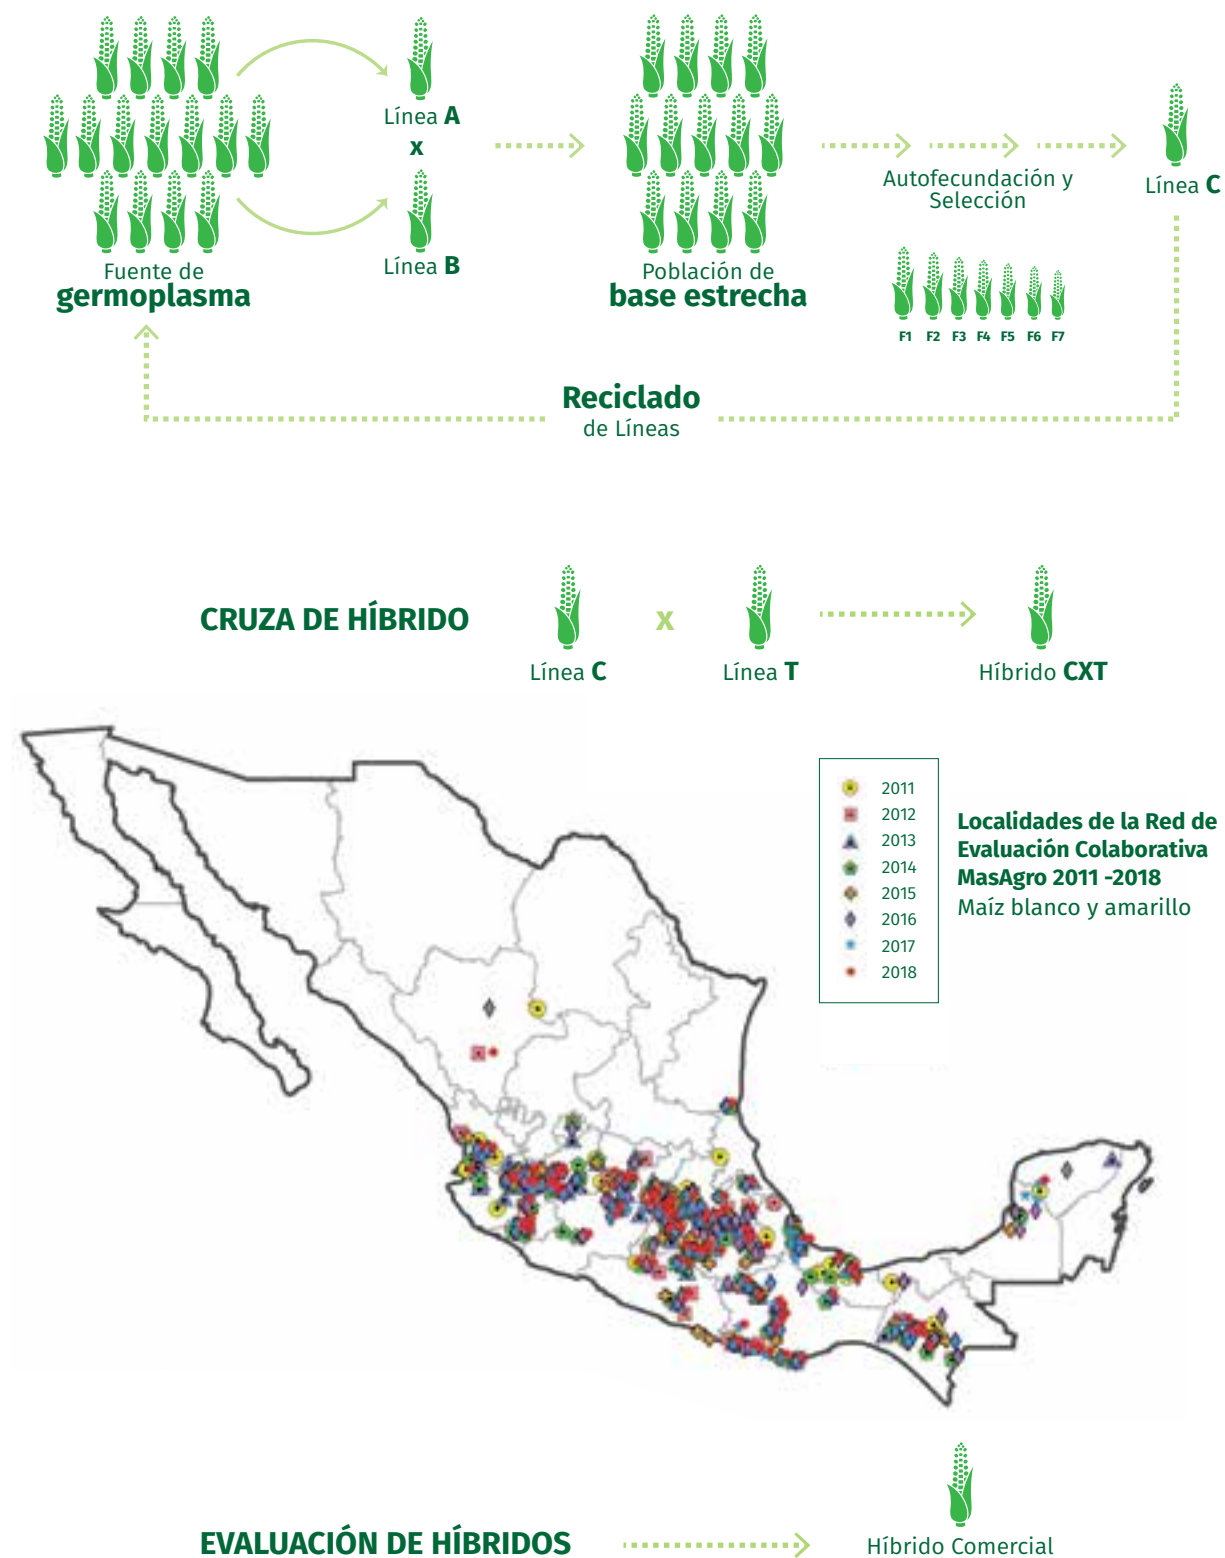 Línea A
x
Línea B
Fuente de
germoplasma
Población de
base estrecha
Autofecundación y
Selección
F1 F2 F3 F4 F5 F6 F7
Línea C
Reciclado
de Líneas
CRUZA DE HÍBRIDO
Línea C
x
Línea T
Híbrido CXT
2011
2012
2013
2014
2015
2016
2017
2018
Localidades de la Red de
Evaluación Colaborativa
MasAgro 2011 -2018
Maíz blanco y amarillo
EVALUACIÓN DE HÍBRIDOS
Híbrido Comercial